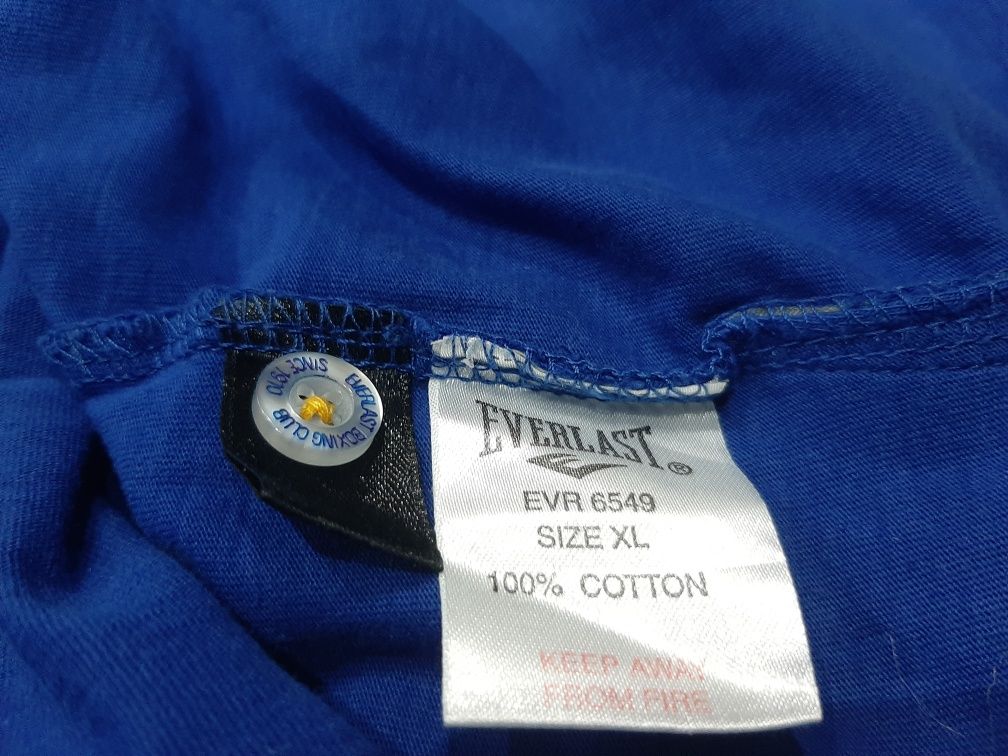 EVERLAST BOXING CLUB
SINCE 1910
EVERLAST®
EVR 6549
SIZE XL
100% COTTON
KEEP AWAY
FROM FIRE